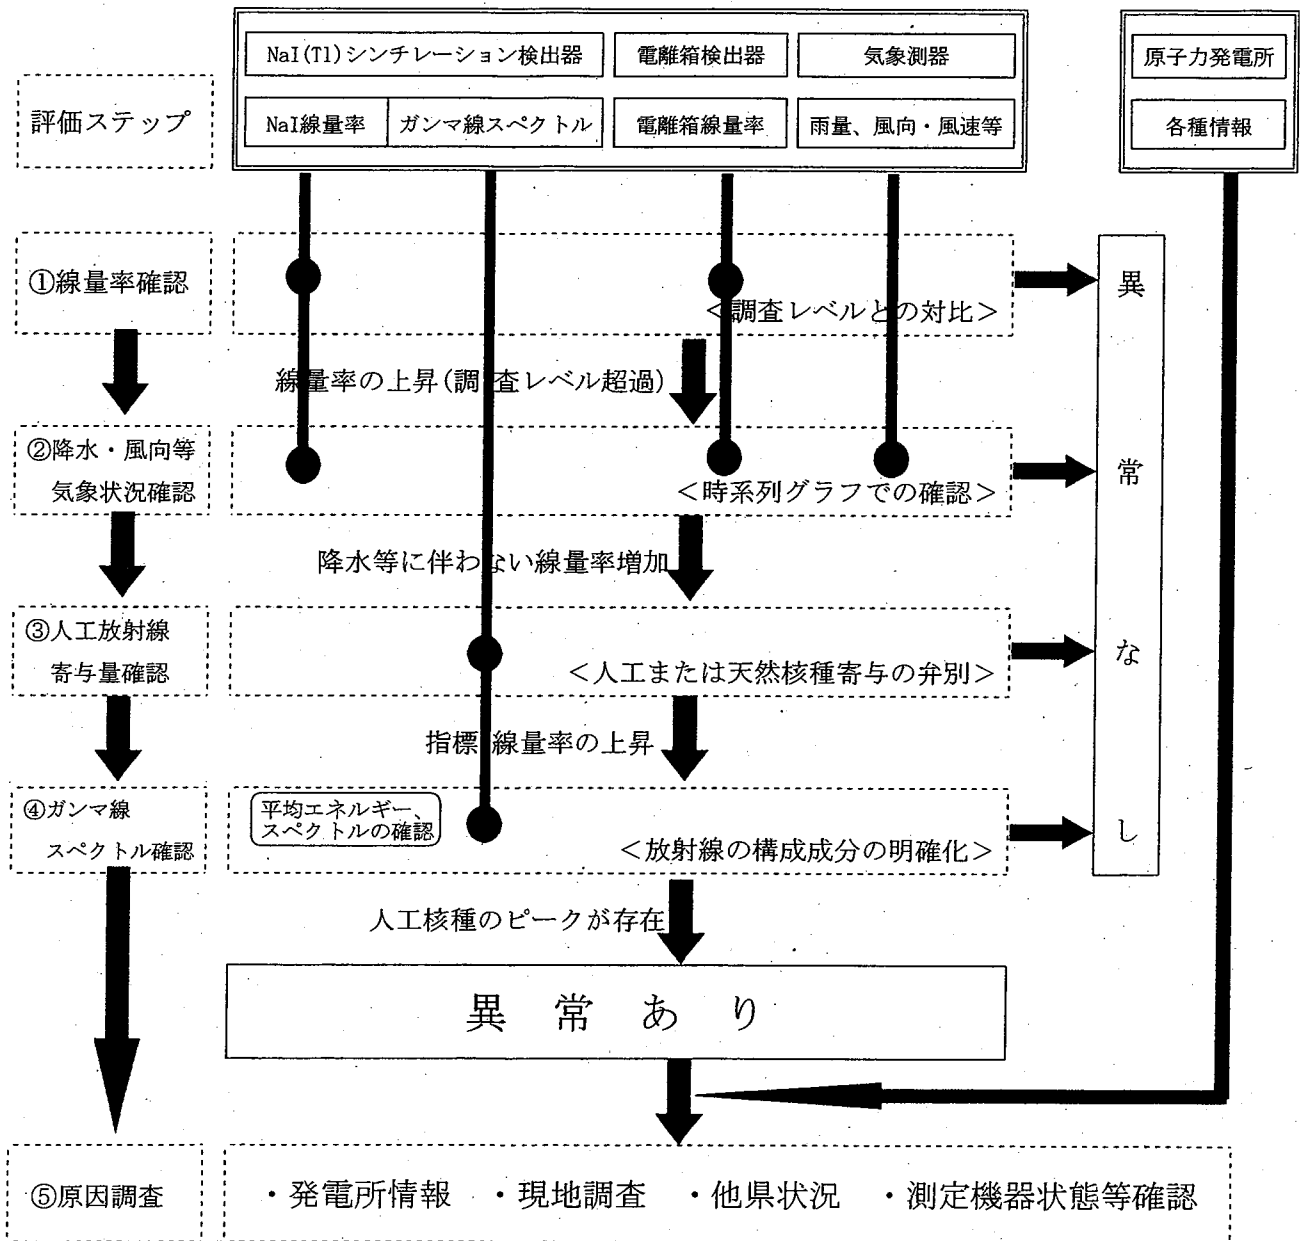 NaI(Tl)シンチレーション検出器
電離箱検出器
気象測器
原子力発電所
評価ステップ
NaI線量率
ガンマ線スペクトル
電離箱線量率
雨量、風向・風速等
各種情報
①線量率確認
<調査レベルとの対比>
線量率の上昇(調査レベル超過)
②降水・風向等
気象状況確認
<時系列グラフでの確認>
降水等に伴わない線量率増加
③人工放射線
寄与量確認
<人工または天然核種寄与の弁別>
指標線量率の上昇
④ガンマ線
スペクトル確認
平均エネルギー、
スペクトルの確認
<放射線の構成成分の明確化>
異常なし
人工核種のピークが存在
異常あり
⑤原因調査
・発電所情報 ・現地調査 ・他県状況 ・測定機器状態等確認